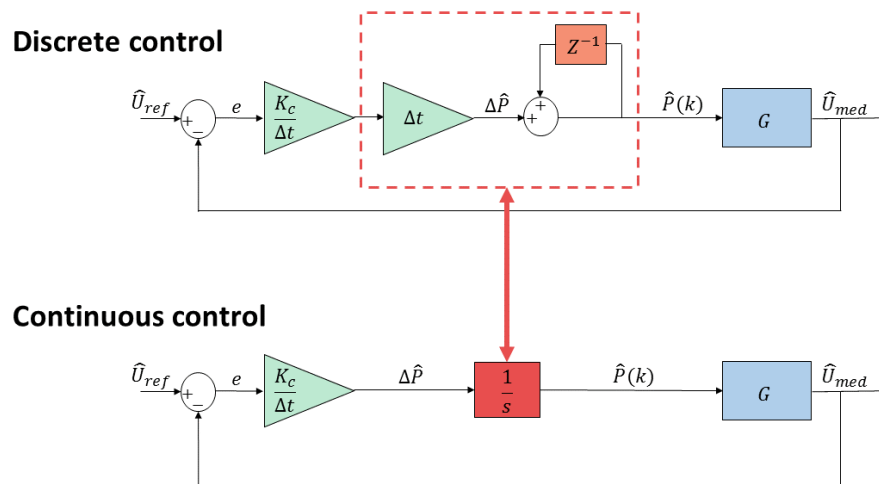 Discrete control
Z⁻¹
Û_ref
e
K_c
Δt
Δt
ΔP̂
P̂(k)
G
Û_med
+
−
+
+
Continuous control
Û_ref
e
K_c
Δt
ΔP̂
1
s
P̂(k)
G
Û_med
+
−